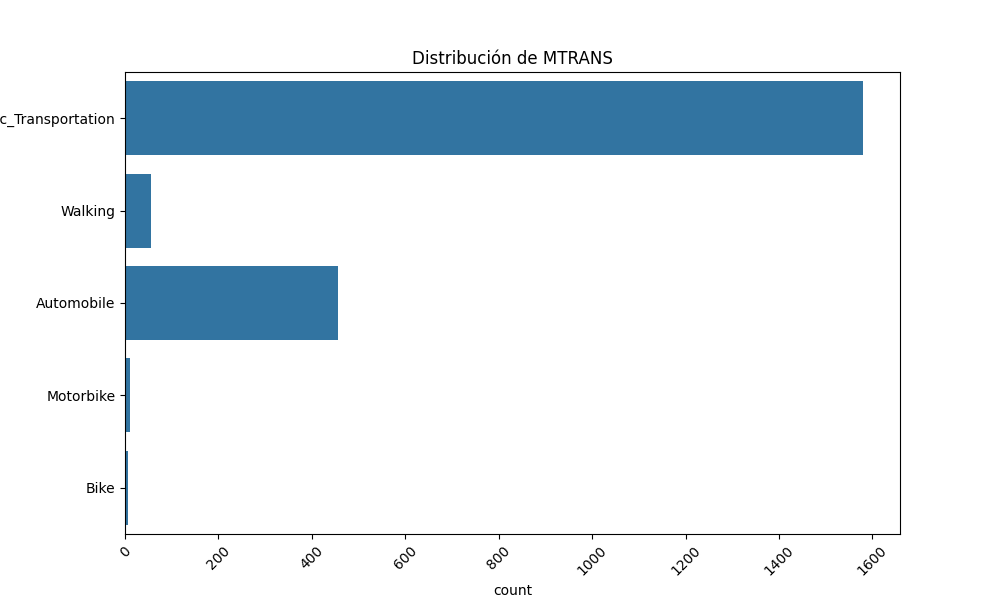 Distribución de MTRANS
c_Transportation
Walking
Automobile
Motorbike
Bike
0 200 400 600 800 1000 1200 1400 1600
count